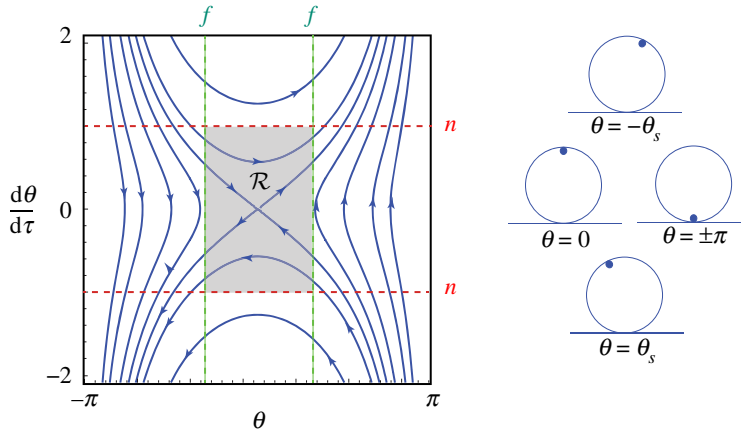 f f
2
n
dθ/dτ
0
ℛ
n
−2
−π
θ
π
θ = −θₛ
θ = 0
θ = ±π
θ = θₛ